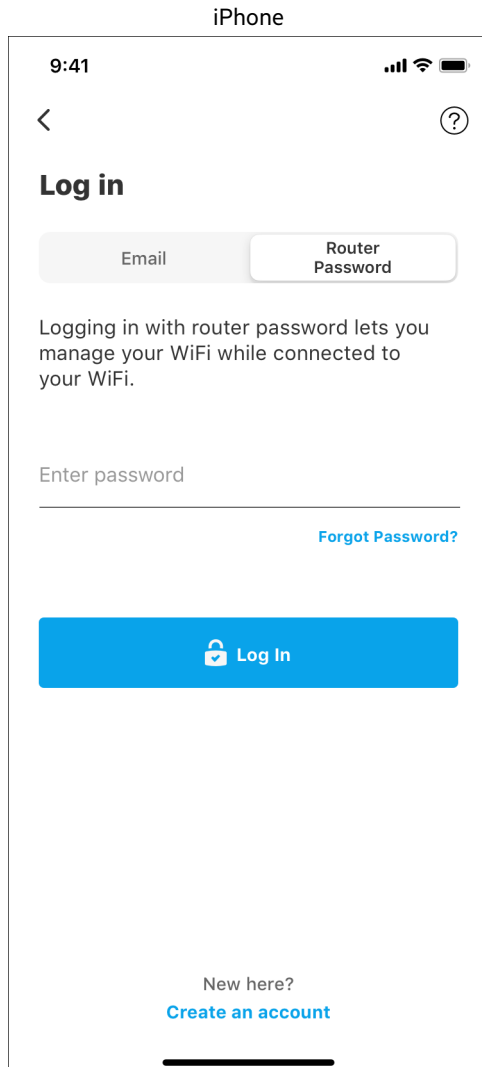 iPhone
9:41
?
Log in
Email
Router
Password
Logging in with router password lets you
manage your WiFi while connected to
your WiFi.
Enter password
Forgot Password?
Log In
New here?
Create an account